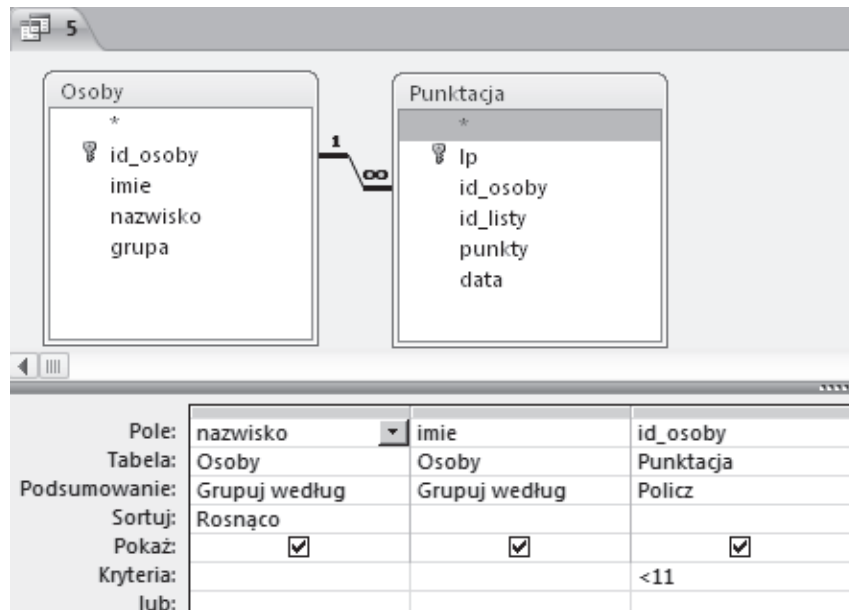 5
Osoby
*
id_osoby
imie
nazwisko
grupa
1
∞
Punktacja
*
lp
id_osoby
id_listy
punkty
data
Pole: nazwisko imie id_osoby
Tabela: Osoby Osoby Punktacja
Podsumowanie: Grupuj według Grupuj według Policz
Sortuj: Rosnąco
Pokaż:
Kryteria: <11
lub: